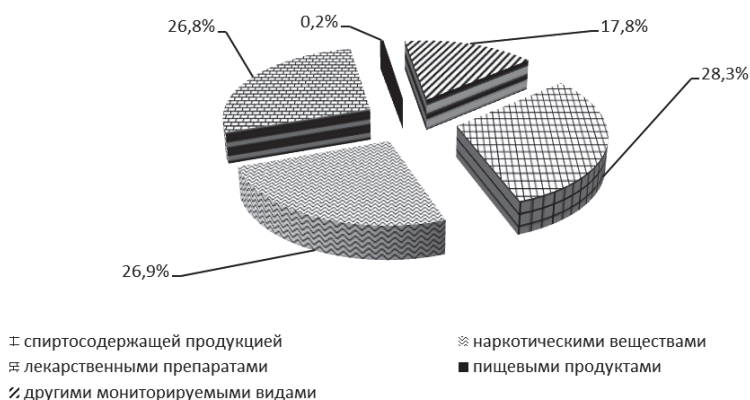 26,8%
0,2%
17,8%
28,3%
26,9%
спиртосодержащей продукцией
наркотическими веществами
лекарственными препаратами
пищевыми продуктами
другими мониторируемыми видами